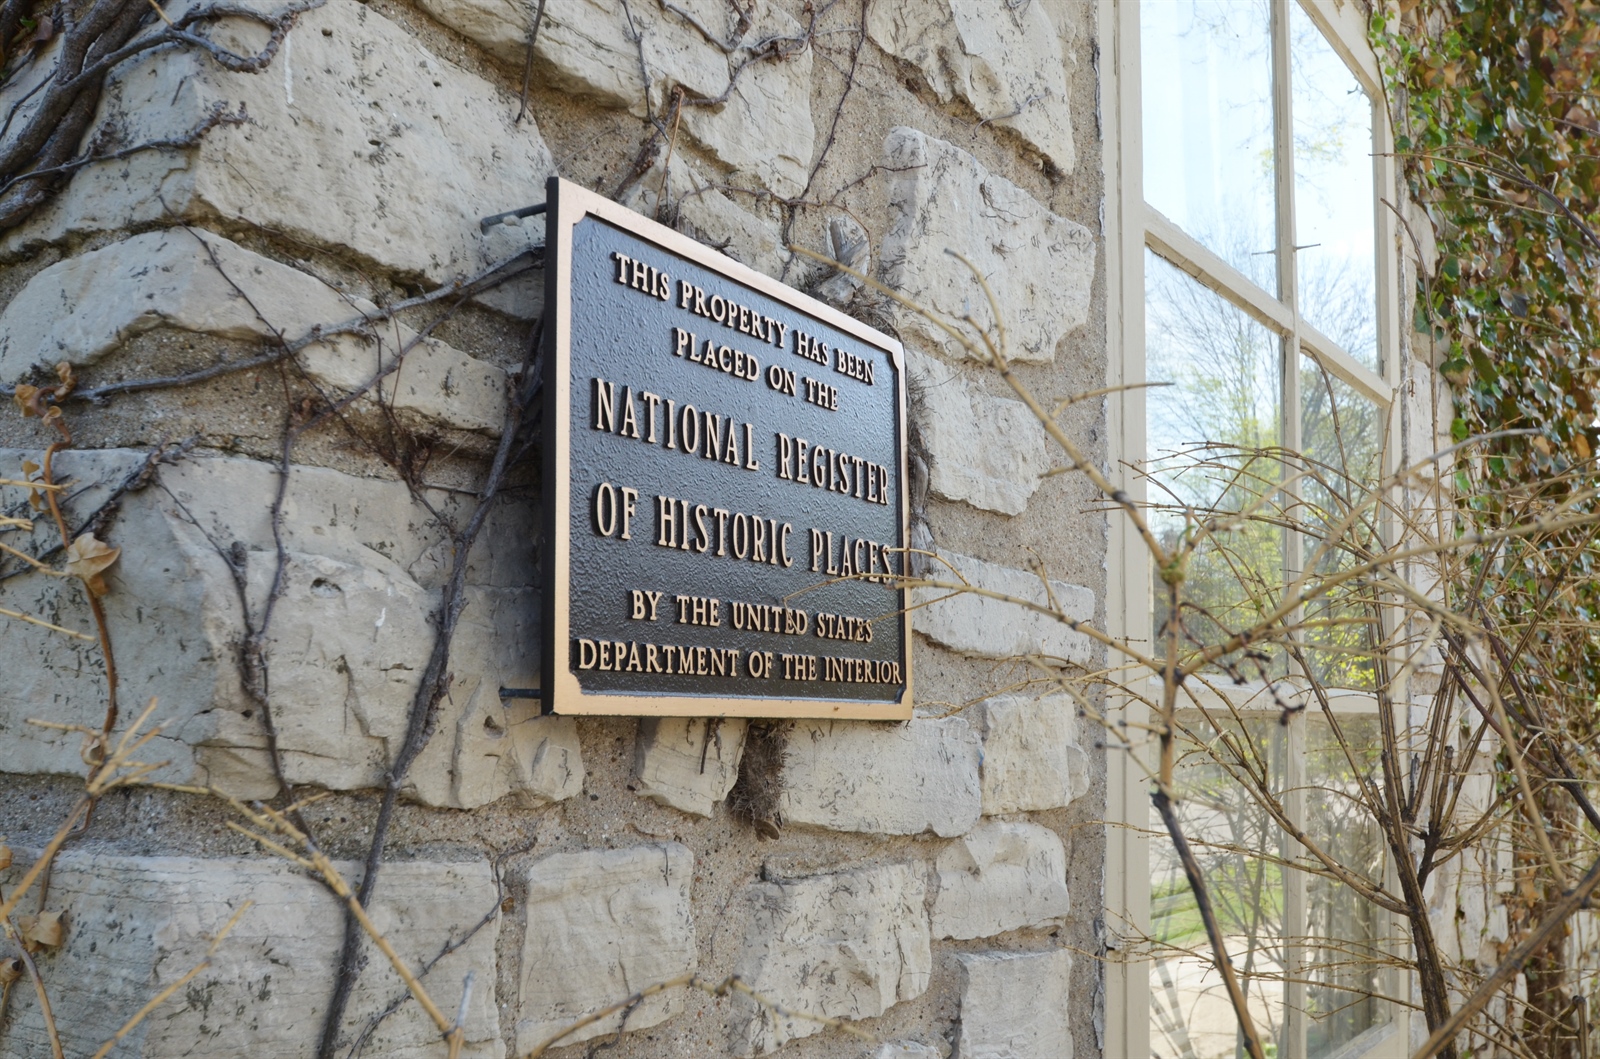 THIS PROPERTY HAS BEEN
PLACED ON THE
NATIONAL REGISTER
OF HISTORIC PLACES
BY THE UNITED STATES
DEPARTMENT OF THE INTERIOR